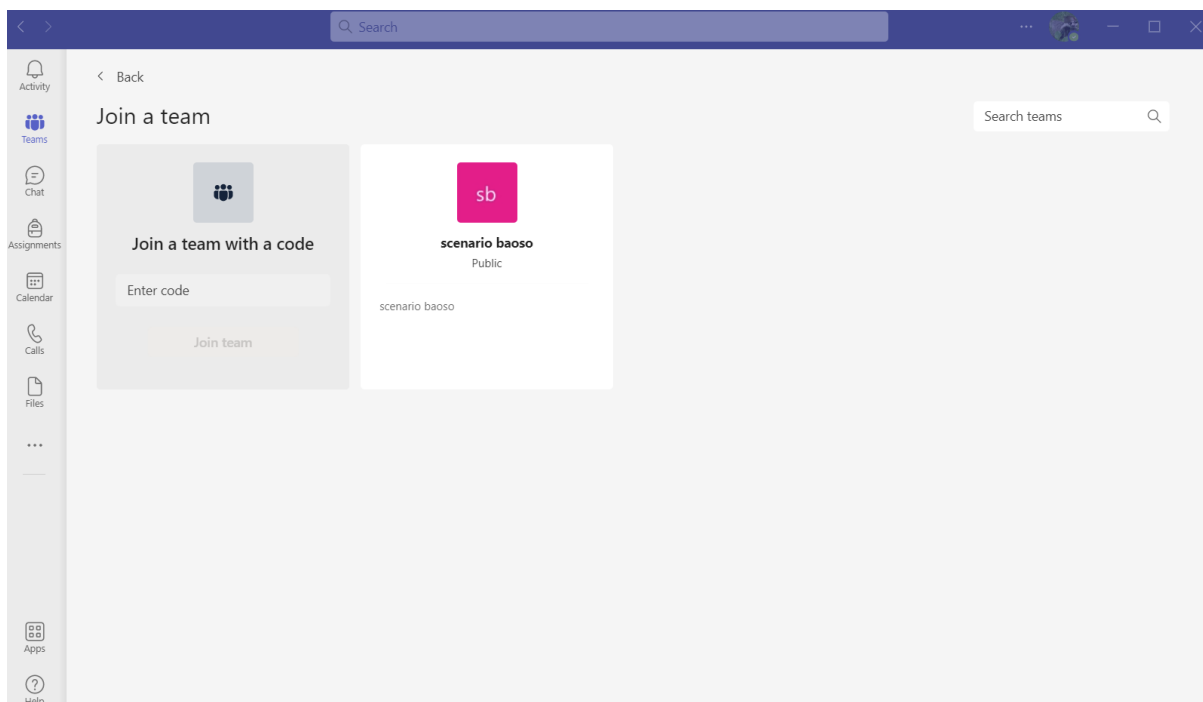 Search
Activity
Teams
Chat
Assignments
Calendar
Calls
Files
Apps
Help
Back
Join a team
Search teams
Join a team with a code
Enter code
Join team
sb
scenario baoso
Public
scenario baoso